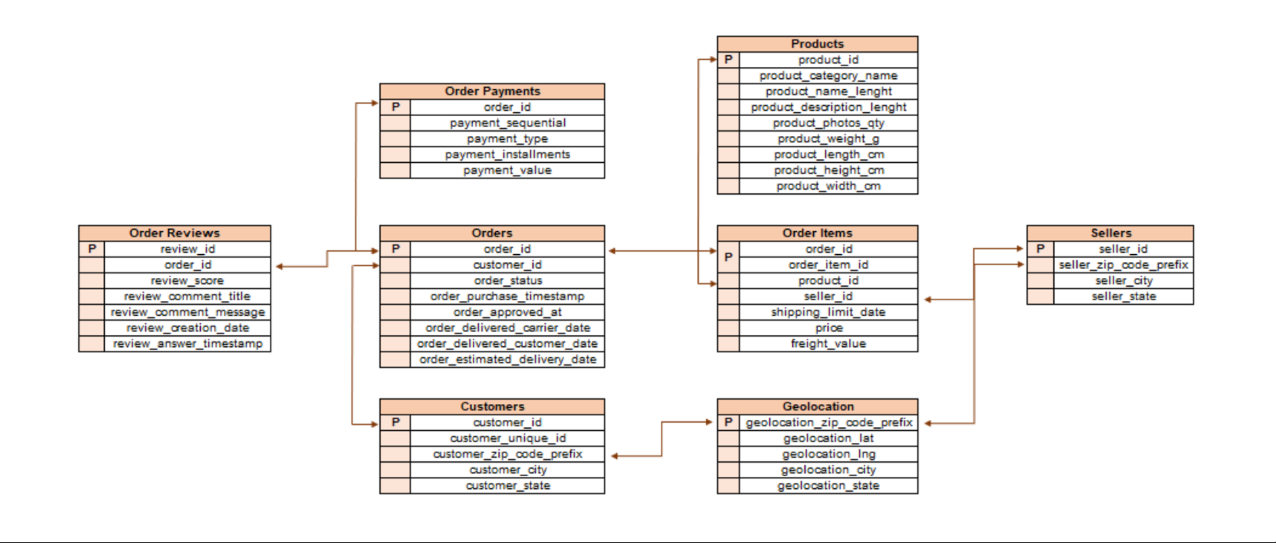 Products
P product_id
product_category_name
product_name_lenght
product_description_lenght
product_photos_qty
product_weight_g
product_length_cm
product_height_cm
product_width_cm
Order Payments
P order_id
payment_sequential
payment_type
payment_installments
payment_value
Order Reviews
P review_id
order_id
review_score
review_comment_title
review_comment_message
review_creation_date
review_answer_timestamp
Orders
P order_id
customer_id
order_status
order_purchase_timestamp
order_approved_at
order_delivered_carrier_date
order_delivered_customer_date
order_estimated_delivery_date
Order Items
P order_id
order_item_id
product_id
seller_id
shipping_limit_date
price
freight_value
Sellers
P seller_id
seller_zip_code_prefix
seller_city
seller_state
Customers
P customer_id
customer_unique_id
customer_zip_code_prefix
customer_city
customer_state
Geolocation
P geolocation_zip_code_prefix
geolocation_lat
geolocation_lng
geolocation_city
geolocation_state